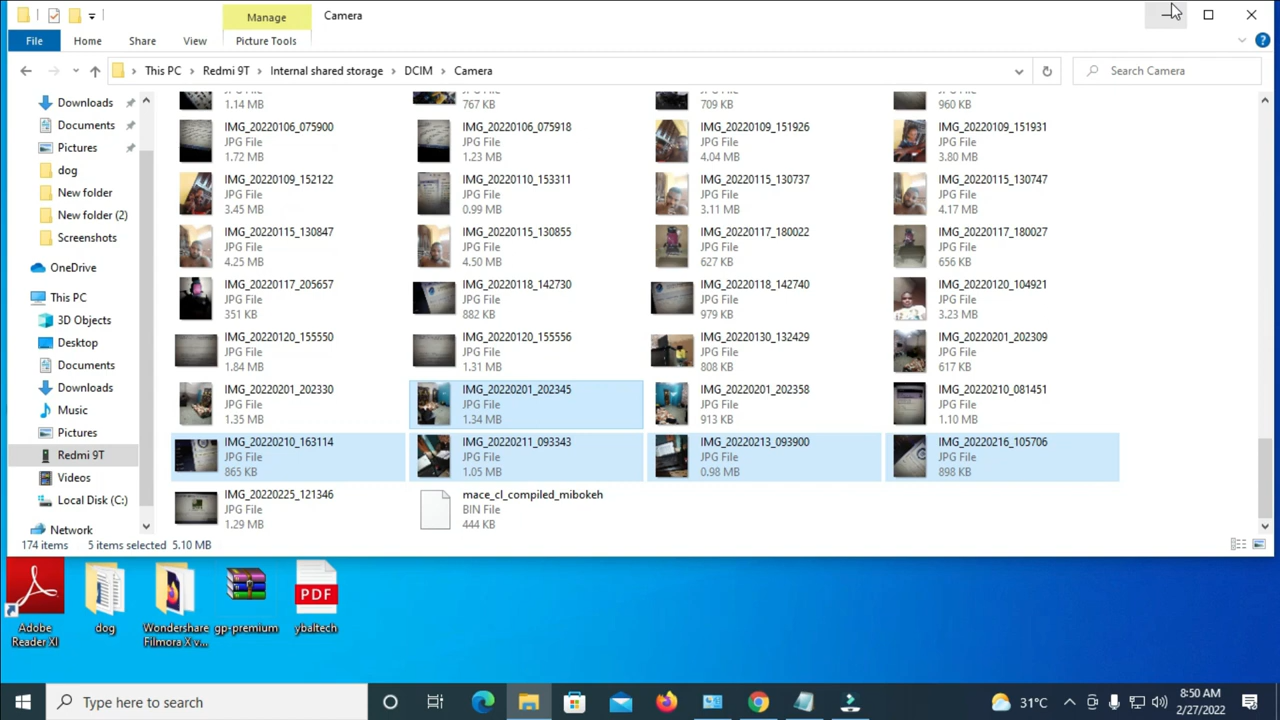 Manage
Camera
File
Home
Share
View
Picture Tools
This PC
Redmi 9T
Internal shared storage
DCIM
Camera
Search Camera
Downloads
Documents
Pictures
dog
New folder
New folder (2)
Screenshots
OneDrive
This PC
3D Objects
Desktop
Documents
Downloads
Music
Pictures
Redmi 9T
Videos
Local Disk (C:)
Network
1.14 MB
767 KB
709 KB
960 KB
IMG_20220106_075900
JPG File
1.72 MB
IMG_20220106_075918
JPG File
1.23 MB
IMG_20220109_151926
JPG File
4.04 MB
IMG_20220109_151931
JPG File
3.80 MB
IMG_20220109_152122
JPG File
3.45 MB
IMG_20220110_153311
JPG File
0.99 MB
IMG_20220115_130737
JPG File
3.11 MB
IMG_20220115_130747
JPG File
4.17 MB
IMG_20220115_130847
JPG File
4.25 MB
IMG_20220115_130855
JPG File
4.50 MB
IMG_20220117_180022
JPG File
627 KB
IMG_20220117_180027
JPG File
656 KB
IMG_20220117_205657
JPG File
351 KB
IMG_20220118_142730
JPG File
882 KB
IMG_20220118_142740
JPG File
979 KB
IMG_20220120_104921
JPG File
3.23 MB
IMG_20220120_155550
JPG File
1.84 MB
IMG_20220120_155556
JPG File
1.31 MB
IMG_20220130_132429
JPG File
808 KB
IMG_20220201_202309
JPG File
617 KB
IMG_20220201_202330
JPG File
1.35 MB
IMG_20220201_202345
JPG File
1.34 MB
IMG_20220201_202358
JPG File
913 KB
IMG_20220210_081451
JPG File
1.10 MB
IMG_20220210_163114
JPG File
865 KB
IMG_20220211_093343
JPG File
1.05 MB
IMG_20220213_093900
JPG File
0.98 MB
IMG_20220216_105706
JPG File
898 KB
IMG_20220225_121346
JPG File
1.29 MB
mace_cl_compiled_mibokeh
BIN File
444 KB
174 items
5 items selected
5.10 MB
Adobe
Reader XI
dog
Wondershare
Filmora X v...
gp-premium
PDF
ybaltech
Type here to search
31°C
8:50 AM
2/27/2022